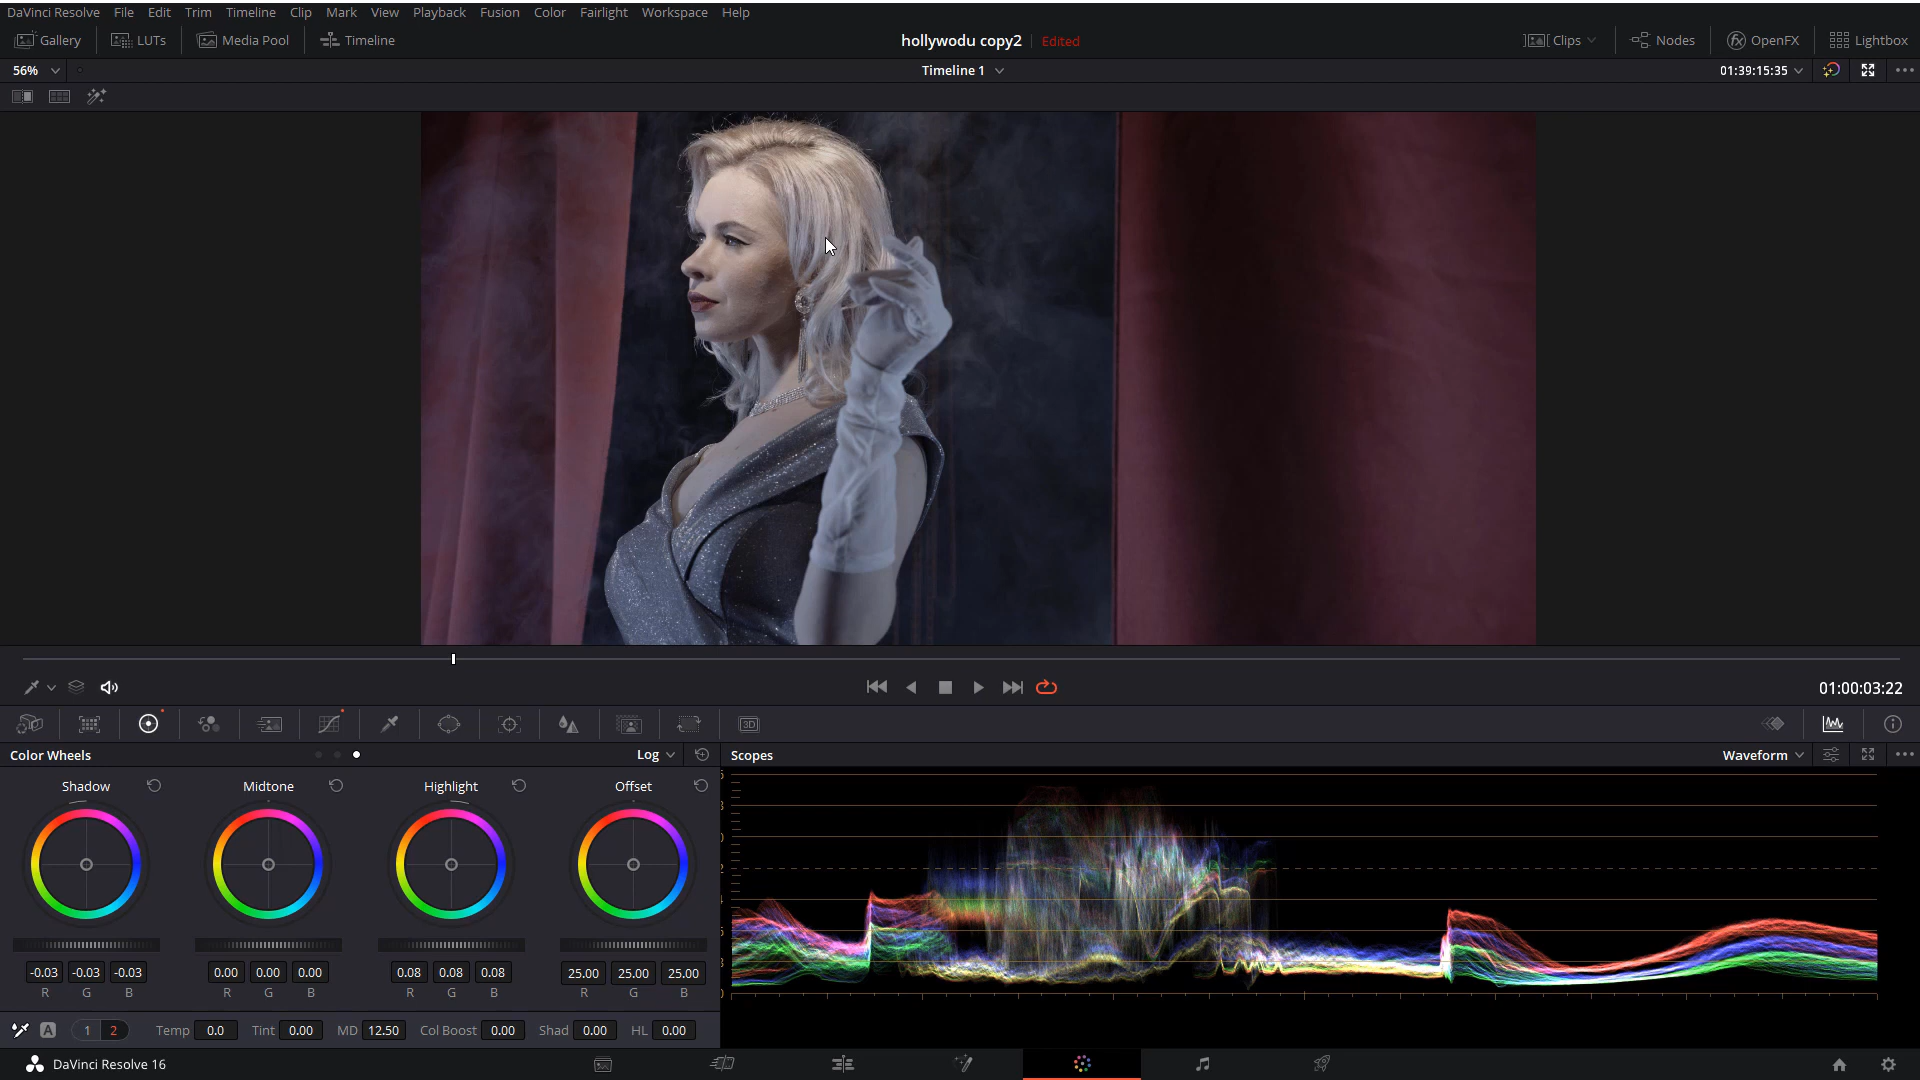 DaVinci Resolve File Edit Trim Timeline Clip Mark View Playback Fusion Color Fairlight Workspace Help
Gallery LUTs Media Pool Timeline hollywodu copy2 Edited Clips Nodes OpenFX Lightbox
56% Timeline 1 01:39:15:35
01:00:03:22
Color Wheels Log Scopes Waveform
Shadow Midtone Highlight Offset
-0.03 -0.03 -0.03 0.00 0.00 0.00 0.08 0.08 0.08 25.00 25.00 25.00
R G B R G B R G B R G B
A 1 2 Temp 0.0 Tint 0.00 MD 12.50 Col Boost 0.00 Shad 0.00 HL 0.00
DaVinci Resolve 16